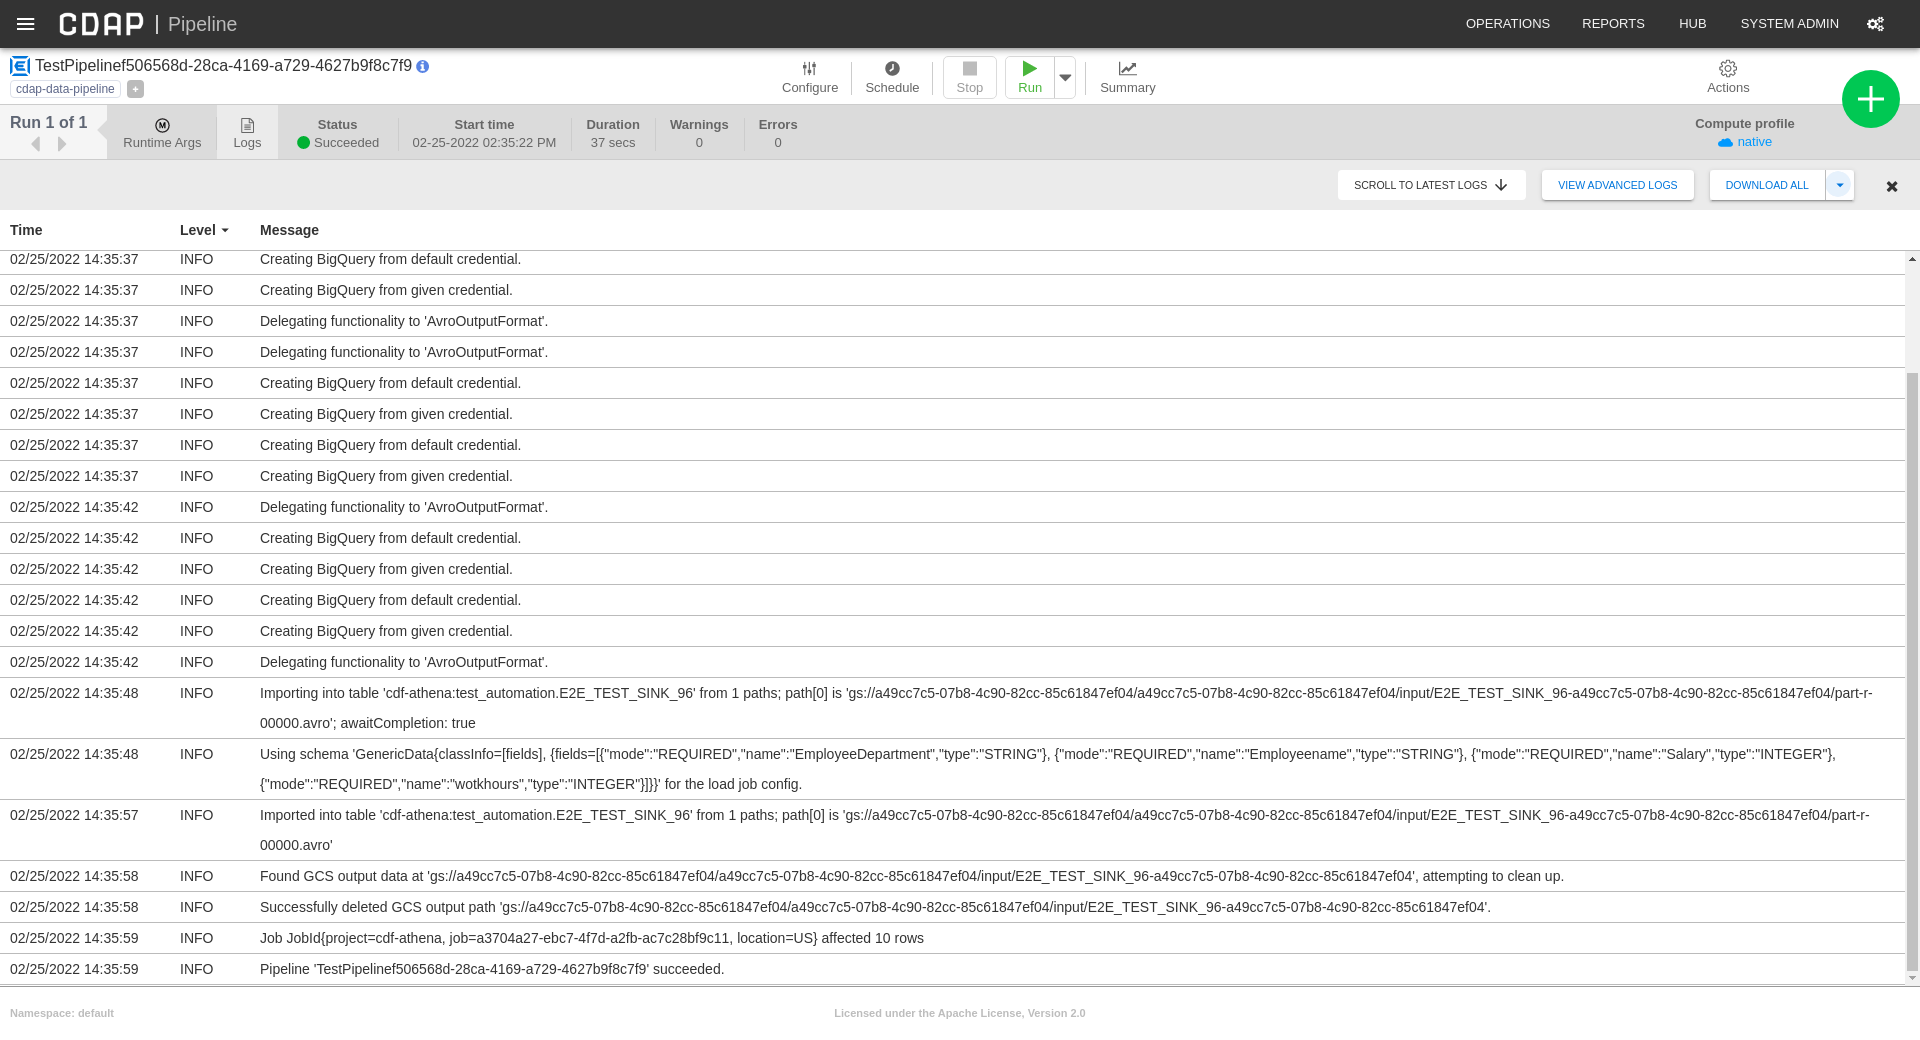 CDAP | Pipeline
OPERATIONS REPORTS HUB SYSTEM ADMIN
TestPipelinef506568d-28ca-4169-a729-4627b9f8c7f9
cdap-data-pipeline +
Configure Schedule Stop Run Summary Actions
Run 1 of 1
Runtime Args Logs
Status Start time Duration Warnings Errors Compute profile
Succeeded 02-25-2022 02:35:22 PM 37 secs 0 0 native
SCROLL TO LATEST LOGS VIEW ADVANCED LOGS DOWNLOAD ALL
Time Level Message
02/25/2022 14:35:37 INFO Creating BigQuery from default credential.
02/25/2022 14:35:37 INFO Creating BigQuery from given credential.
02/25/2022 14:35:37 INFO Delegating functionality to 'AvroOutputFormat'.
02/25/2022 14:35:37 INFO Delegating functionality to 'AvroOutputFormat'.
02/25/2022 14:35:37 INFO Creating BigQuery from default credential.
02/25/2022 14:35:37 INFO Creating BigQuery from given credential.
02/25/2022 14:35:37 INFO Creating BigQuery from default credential.
02/25/2022 14:35:37 INFO Creating BigQuery from given credential.
02/25/2022 14:35:42 INFO Delegating functionality to 'AvroOutputFormat'.
02/25/2022 14:35:42 INFO Creating BigQuery from default credential.
02/25/2022 14:35:42 INFO Creating BigQuery from given credential.
02/25/2022 14:35:42 INFO Creating BigQuery from default credential.
02/25/2022 14:35:42 INFO Creating BigQuery from given credential.
02/25/2022 14:35:42 INFO Delegating functionality to 'AvroOutputFormat'.
02/25/2022 14:35:48 INFO Importing into table 'cdf-athena:test_automation.E2E_TEST_SINK_96' from 1 paths; path[0] is 'gs://a49cc7c5-07b8-4c90-82cc-85c61847ef04/a49cc7c5-07b8-4c90-82cc-85c61847ef04/input/E2E_TEST_SINK_96-a49cc7c5-07b8-4c90-82cc-85c61847ef04/part-r-
00000.avro'; awaitCompletion: true
02/25/2022 14:35:48 INFO Using schema 'GenericData{classInfo=[fields], {fields=[{"mode":"REQUIRED","name":"EmployeeDepartment","type":"STRING"}, {"mode":"REQUIRED","name":"Employeename","type":"STRING"}, {"mode":"REQUIRED","name":"Salary","type":"INTEGER"},
{"mode":"REQUIRED","name":"wotkhours","type":"INTEGER"}]}}' for the load job config.
02/25/2022 14:35:57 INFO Imported into table 'cdf-athena:test_automation.E2E_TEST_SINK_96' from 1 paths; path[0] is 'gs://a49cc7c5-07b8-4c90-82cc-85c61847ef04/a49cc7c5-07b8-4c90-82cc-85c61847ef04/input/E2E_TEST_SINK_96-a49cc7c5-07b8-4c90-82cc-85c61847ef04/part-r-
00000.avro'
02/25/2022 14:35:58 INFO Found GCS output data at 'gs://a49cc7c5-07b8-4c90-82cc-85c61847ef04/a49cc7c5-07b8-4c90-82cc-85c61847ef04/input/E2E_TEST_SINK_96-a49cc7c5-07b8-4c90-82cc-85c61847ef04', attempting to clean up.
02/25/2022 14:35:58 INFO Successfully deleted GCS output path 'gs://a49cc7c5-07b8-4c90-82cc-85c61847ef04/a49cc7c5-07b8-4c90-82cc-85c61847ef04/input/E2E_TEST_SINK_96-a49cc7c5-07b8-4c90-82cc-85c61847ef04'.
02/25/2022 14:35:59 INFO Job JobId{project=cdf-athena, job=a3704a27-ebc7-4f7d-a2fb-ac7c28bf9c11, location=US} affected 10 rows
02/25/2022 14:35:59 INFO Pipeline 'TestPipelinef506568d-28ca-4169-a729-4627b9f8c7f9' succeeded.
Namespace: default Licensed under the Apache License, Version 2.0